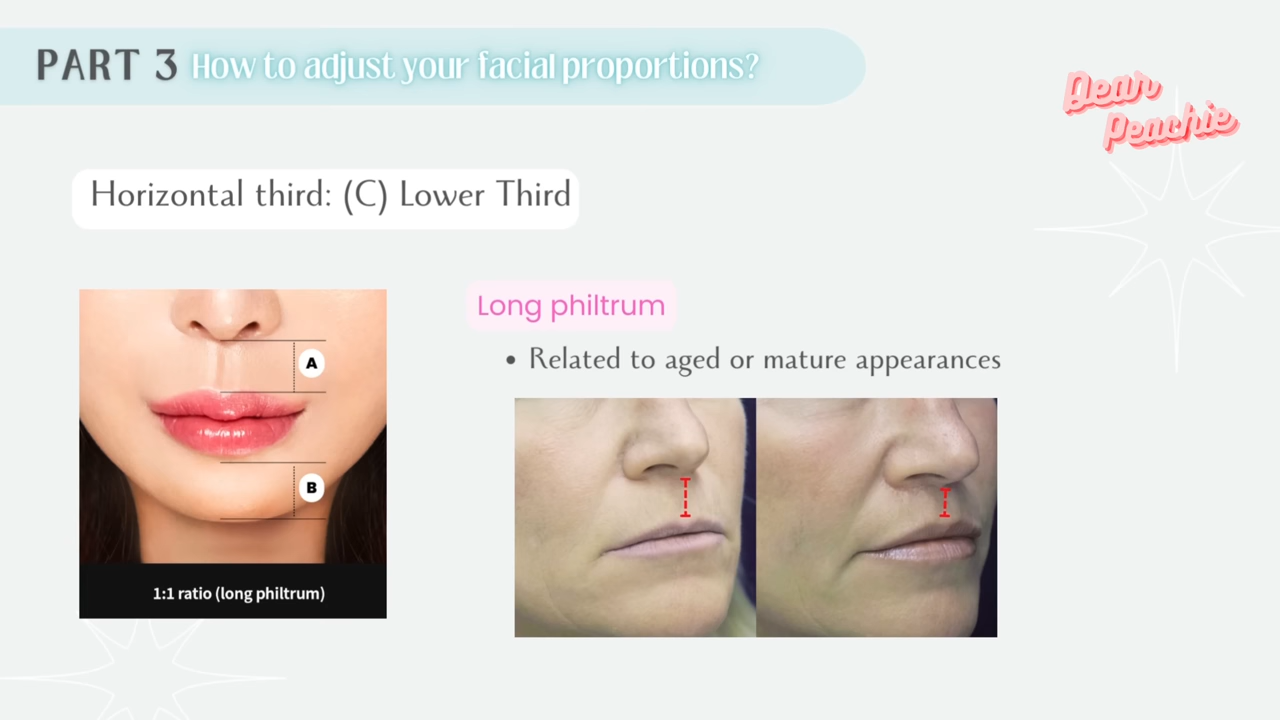 PART 3 How to adjust your facial proportions?
Dear
Peachie
Horizontal third: (C) Lower Third
Long philtrum
• Related to aged or mature appearances
A
B
1:1 ratio (long philtrum)